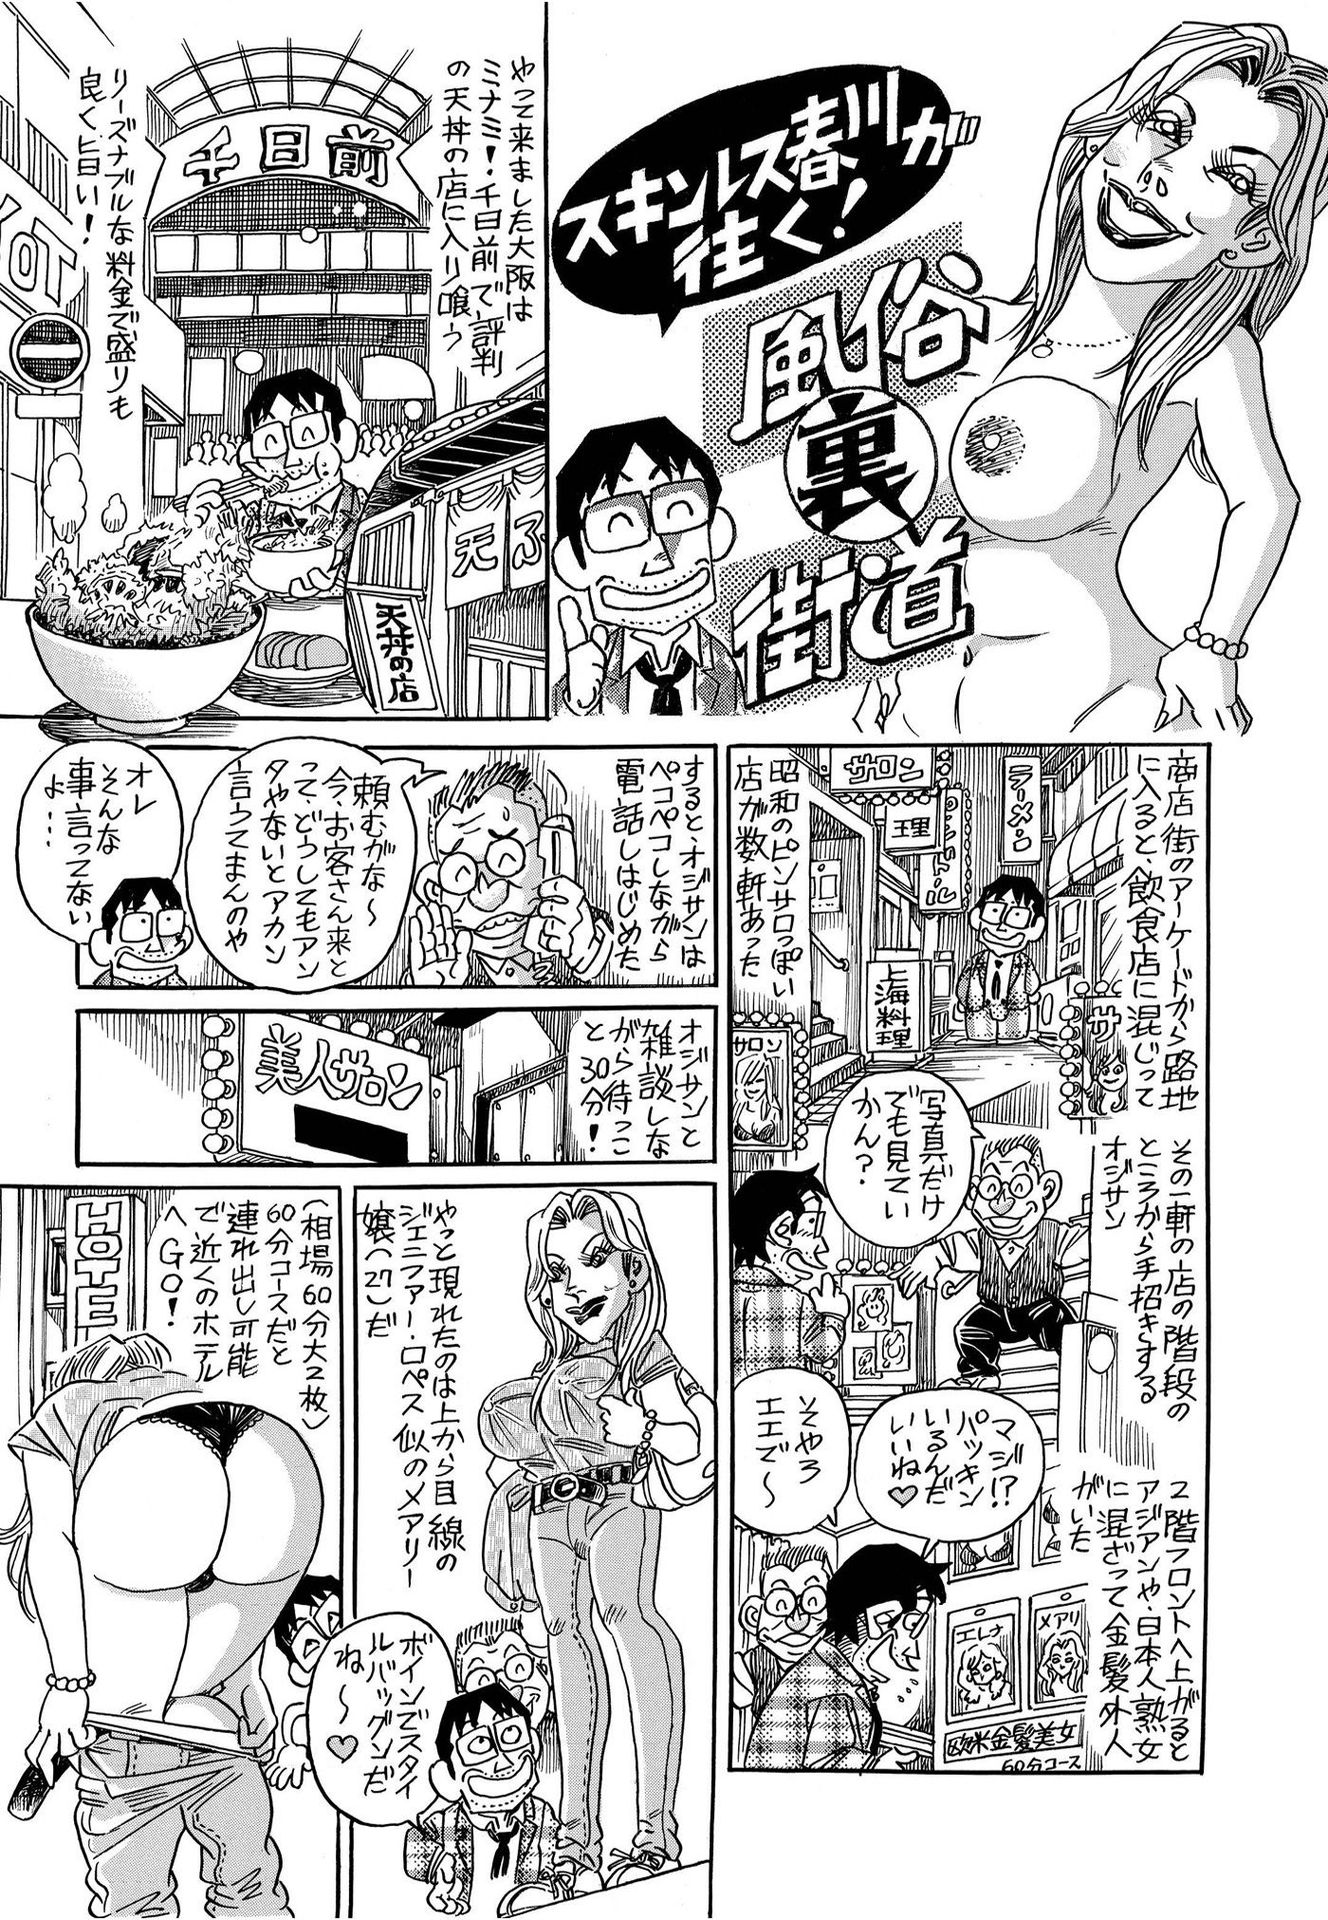 スキンレス春川が
往く!
風俗
裏
街道
やって来ました大阪は
ミナミ!千日前で評判
の天丼の店に入り喰う
リーズナブルな料金で盛りも
良く旨い!
千日前
天ぷ
天丼の店
商店街のアーケードから路地
に入ると、飲食店に混じって
昭和のピンサロっぽい
店が数軒あった
サロン
ラーメン
上海料理
サロン
サ
その一軒の店の階段の
ところから手招きする
オジサン
写真だけ
でも見てい
かん?
2階フロントへ上がると
アジアンや、日本人熟女
に混ざって金髪外人
がいた
マジ!?
パッキン
いるんだ
いいね♡
そやろ
エエで〜
エレナ
メアリ
欧米金髪美女
60分コース
すると、オジサンは
ペコペコしながら
電話しはじめた
頼むがな〜
今、お客さん来と
って、どうしてもアン
タやないとアカン
言うてまんのや
オレ
そんな
事言ってない
よ…
オジサンと
雑談しな
がら待っこ
と30分!
美人サロン
やっと現れたのは上から目線の
ジェニファー・ロペス似のメアリー
嬢(27)だ
ボインでスタイ
ルバツグンだ
ね〜♡
(相場60分大2枚)
60分コースだと
連れ出し可能
で近くのホテル
へGO!
HOTE